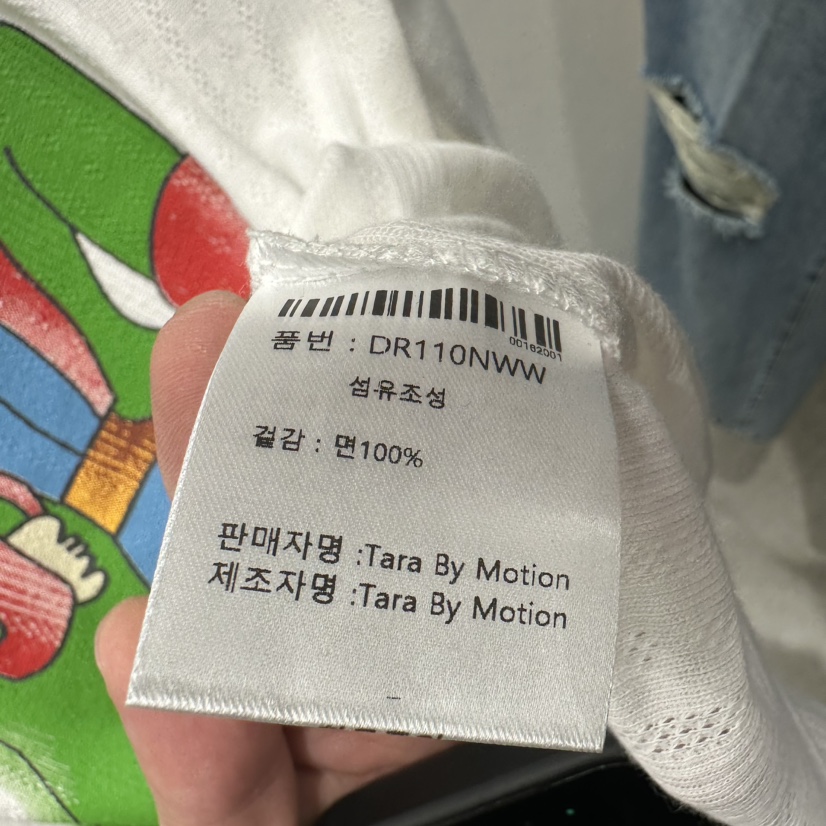 00162001
품번 : DR110NWW
섬유조성
겉감 : 면100%
판매자명 :Tara By Motion
제조자명 :Tara By Motion